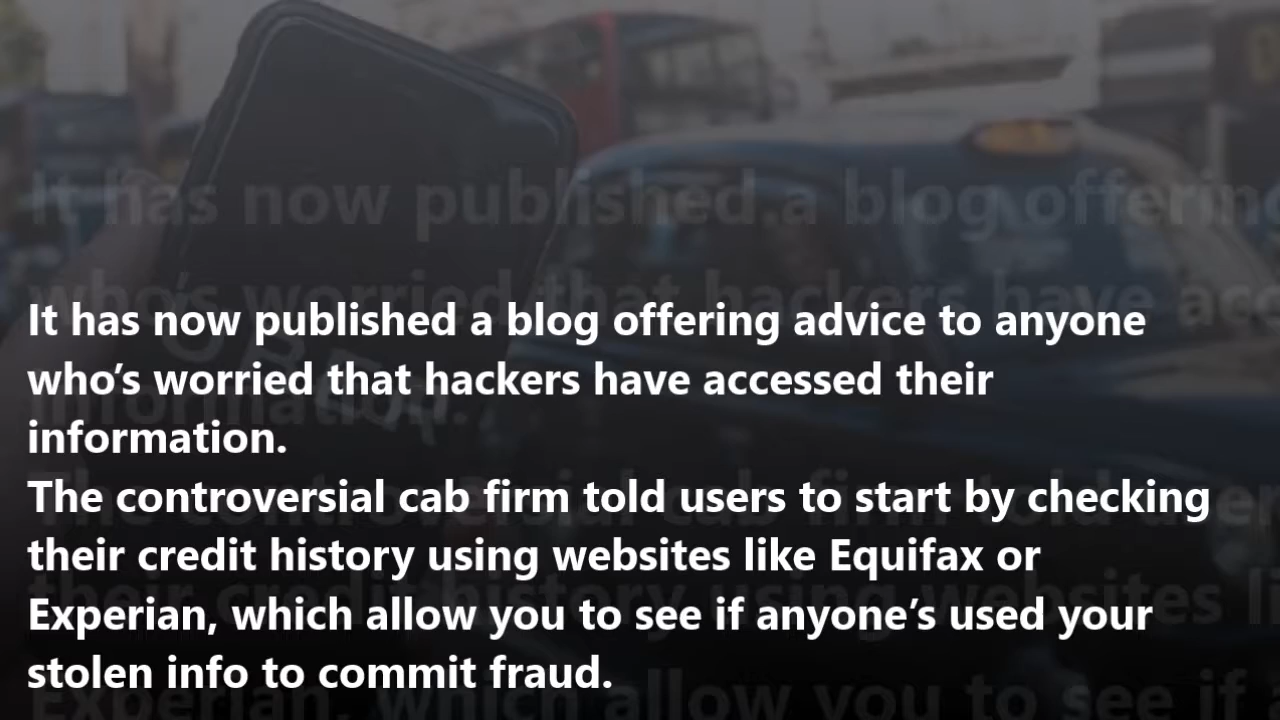 It has now published a blog offering advice to anyone
who's worried that hackers have accessed their
information.
The controversial cab firm told users to start by checking
their credit history using websites like Equifax or
Experian, which allow you to see if anyone's used your
stolen info to commit fraud.